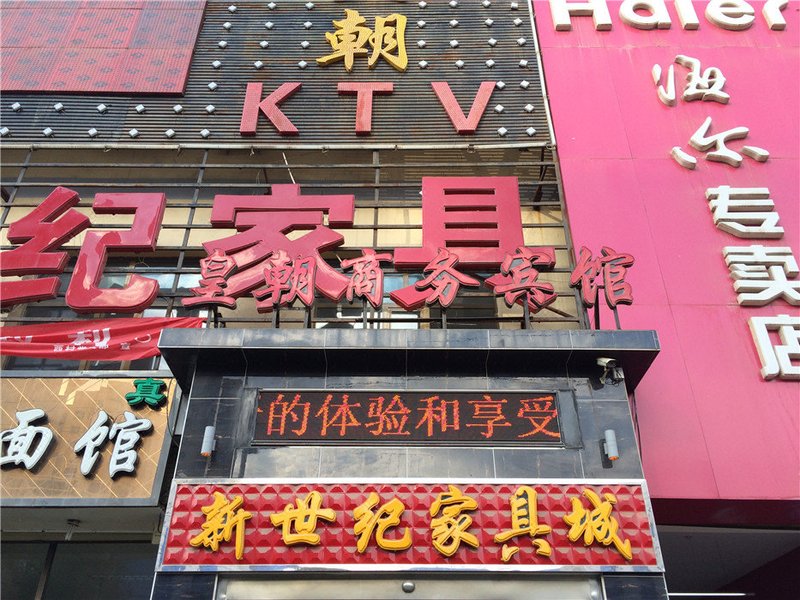 朝
KTV
Haier
海尔
专卖店
纪家具
皇朝商务宾馆
真
面馆
的体验和享受
新世纪家具城